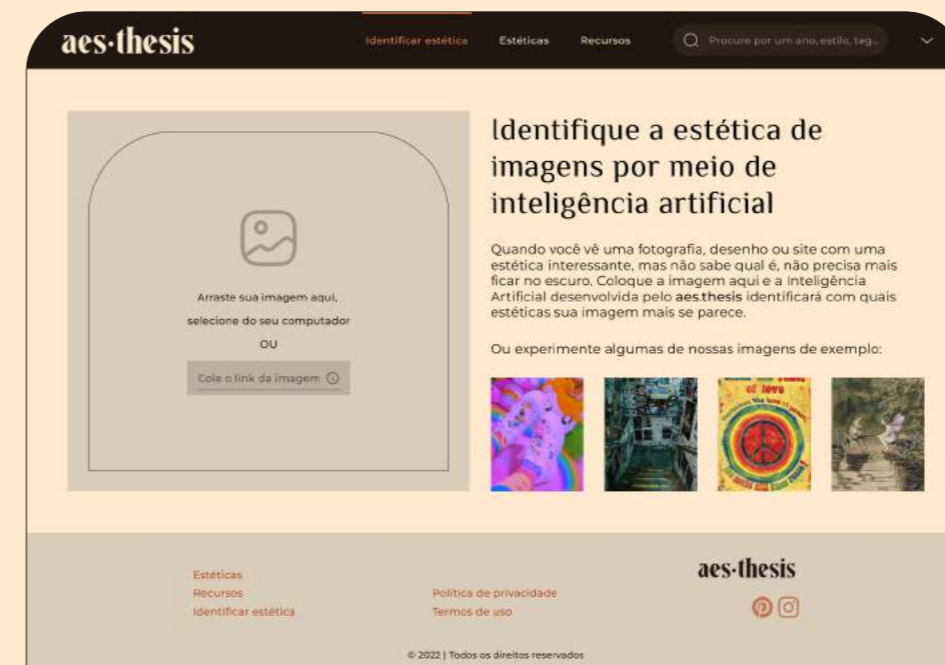 aes·thesis
Identificar estética
Estéticas
Recursos
Procure por um ano, estilo, tag...
Arraste sua imagem aqui,
selecione do seu computador
OU
Cole o link da imagem
Identifique a estética de
imagens por meio de
inteligência artificial
Quando você vê uma fotografia, desenho ou site com uma
estética interessante, mas não sabe qual é, não precisa mais
ficar no escuro. Coloque a imagem aqui e a Inteligência
Artificial desenvolvida pelo aes.thesis identificará com quais
estéticas sua imagem mais se parece.
Ou experimente algumas de nossas imagens de exemplo:
of love
Estéticas
Recursos
Identificar estética
Política de privacidade
Termos de uso
aes·thesis
© 2022 | Todos os direitos reservados